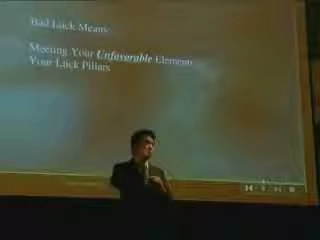 Bad Luck Means
Meeting Your Unfavorable Elements
Your Luck Pillars